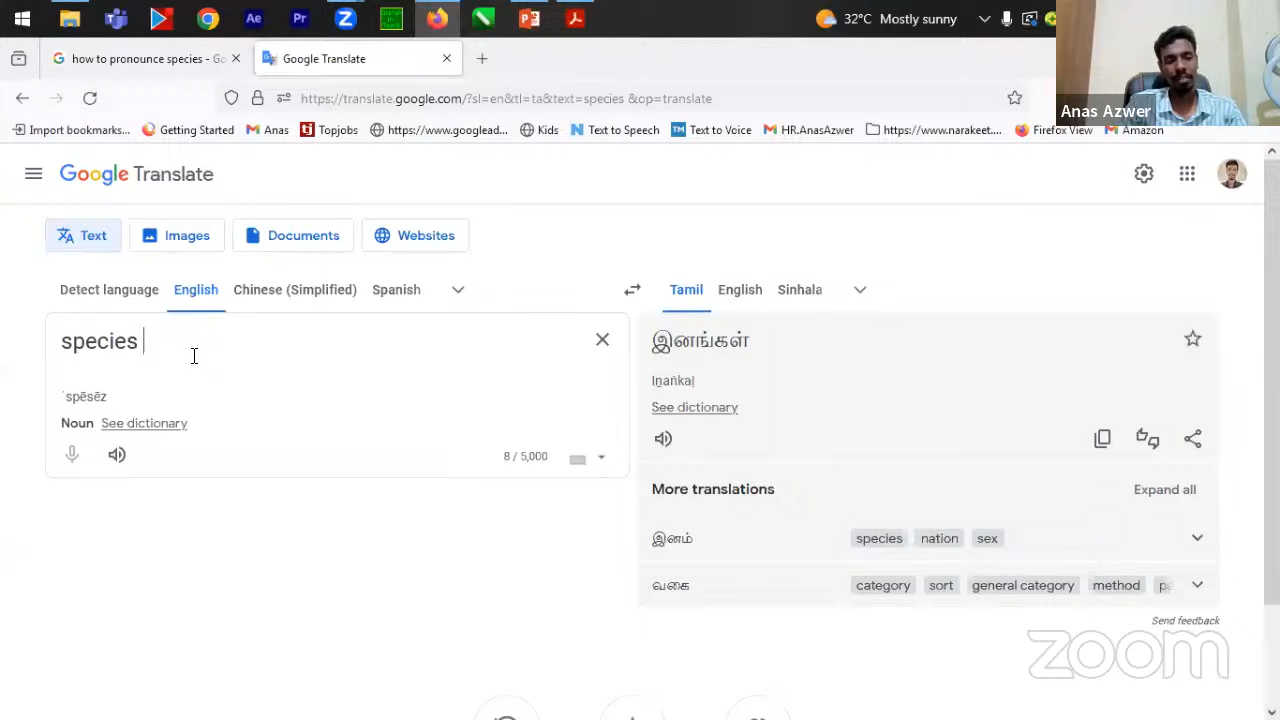 32°C Mostly sunny
how to pronounce species - Go
Google Translate
https://translate.google.com/?sl=en&tl=ta&text=species &op=translate
Anas Azwer
Import bookmarks...
Getting Started
Anas
Topjobs
https://www.googlead...
Kids
Text to Speech
Text to Voice
HR.AnasAzwer
https://www.narakeet....
Firefox View
Amazon
Google Translate
Text
Images
Documents
Websites
Detect language
English
Chinese (Simplified)
Spanish
Tamil
English
Sinhala
species
ˈspēsēz
Noun See dictionary
8 / 5,000
இனங்கள்
Iṉaṅkaḷ
See dictionary
More translations
Expand all
இனம்
species
nation
sex
வகை
category
sort
general category
method
Send feedback
zoom